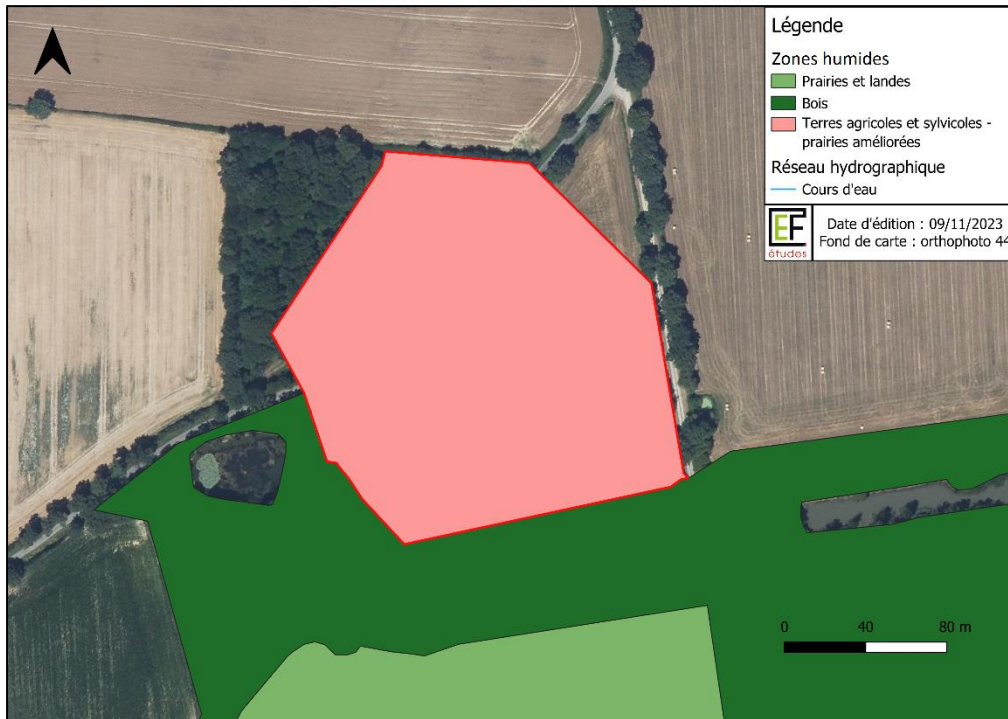 Légende
Zones humides
Prairies et landes
Bois
Terres agricoles et sylvicoles -
prairies améliorées
Réseau hydrographique
Cours d'eau
EF
études
Date d'édition : 09/11/2023
Fond de carte : orthophoto 44
0 40 80 m